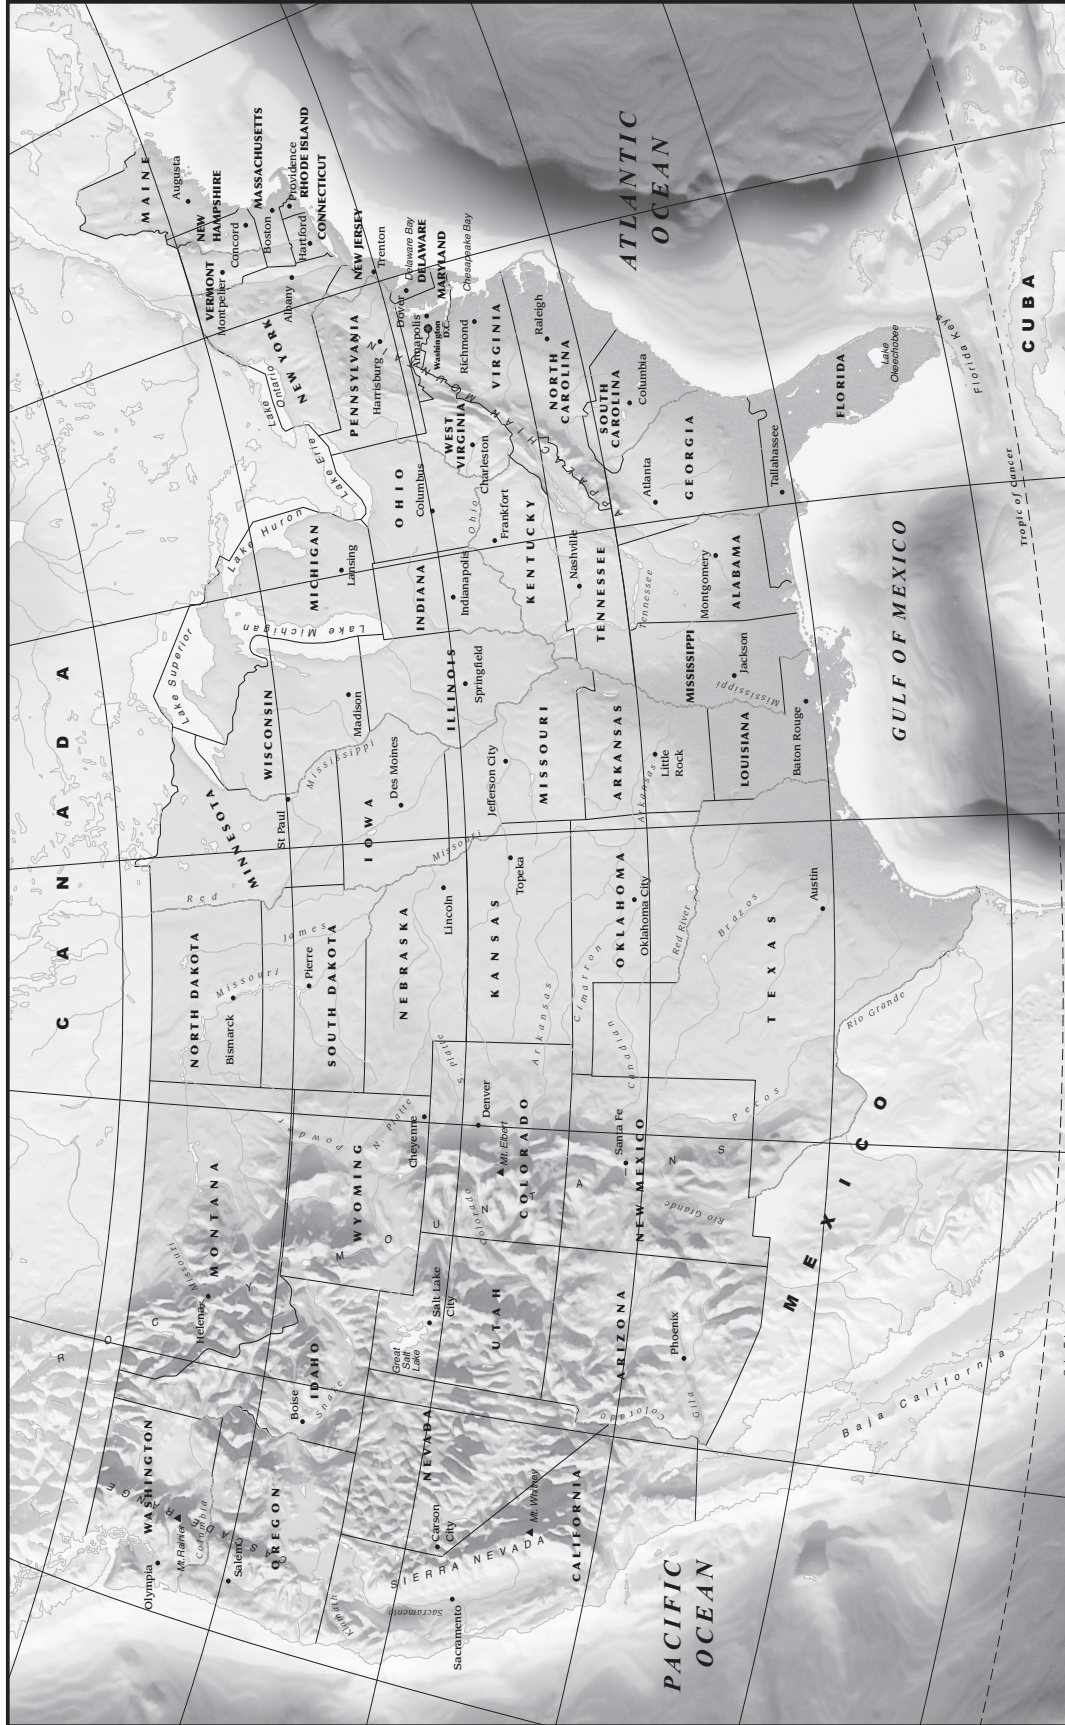 C A N A D A
MAINE
Augusta
NEW
HAMPSHIRE
Concord
VERMONT
Montpelier
MASSACHUSETTS
Boston
Providence
RHODE ISLAND
Hartford
CONNECTICUT
Albany
NEW YORK
Lake
Ontario
Lake Erie
Lake Huron
Lake Michigan
Lake Superior
NEW JERSEY
Trenton
PENNSYLVANIA
Harrisburg
Dover
Delaware Bay
DELAWARE
MARYLAND
Annapolis
Washington
D.C.
Chesapeake Bay
Richmond
VIRGINIA
WEST
VIRGINIA
Charleston
APPALACHIAN MOUNTAINS
OHIO
Columbus
Ohio
MICHIGAN
Lansing
INDIANA
Indianapolis
KENTUCKY
Frankfort
NORTH
CAROLINA
Raleigh
SOUTH
CAROLINA
Columbia
GEORGIA
Atlanta
TENNESSEE
Nashville
Tennessee
ALABAMA
Montgomery
FLORIDA
Tallahassee
Lake
Okeechobee
Florida Keys
WISCONSIN
Madison
ILLINOIS
Springfield
MINNESOTA
St Paul
Mississippi
IOWA
Des Moines
MISSOURI
Jefferson City
Missouri
ARKANSAS
Little
Rock
Arkansas
MISSISSIPPI
Jackson
Mississippi
LOUISIANA
Baton Rouge
NORTH DAKOTA
Bismarck
Red
Missouri
James
SOUTH DAKOTA
Pierre
NEBRASKA
Lincoln
KANSAS
Topeka
Arkansas
Cimarron
OKLAHOMA
Oklahoma City
Canadian
Red River
TEXAS
Austin
Brazos
Pecos
Rio Grande
MONTANA
Helena
Missouri
Powder
WYOMING
Cheyenne
N. Platte
S. Platte
COLORADO
Denver
Mt. Elbert
Colorado
NEW MEXICO
Santa Fe
Rio Grande
ROCKY MOUNTAINS
IDAHO
Boise
Snake
UTAH
Salt Lake
City
Great
Salt
Lake
ARIZONA
Phoenix
Gila
Colorado
WASHINGTON
Olympia
Mt. Rainier
Columbia
CASCADE RANGE
OREGON
Salem
Klamath
NEVADA
Carson
City
SIERRA NEVADA
Mt. Whitney
CALIFORNIA
Sacramento
Sacramento
PACIFIC
OCEAN
ATLANTIC
OCEAN
GULF OF MEXICO
MEXICO
Baja California
CUBA
Tropic of Cancer